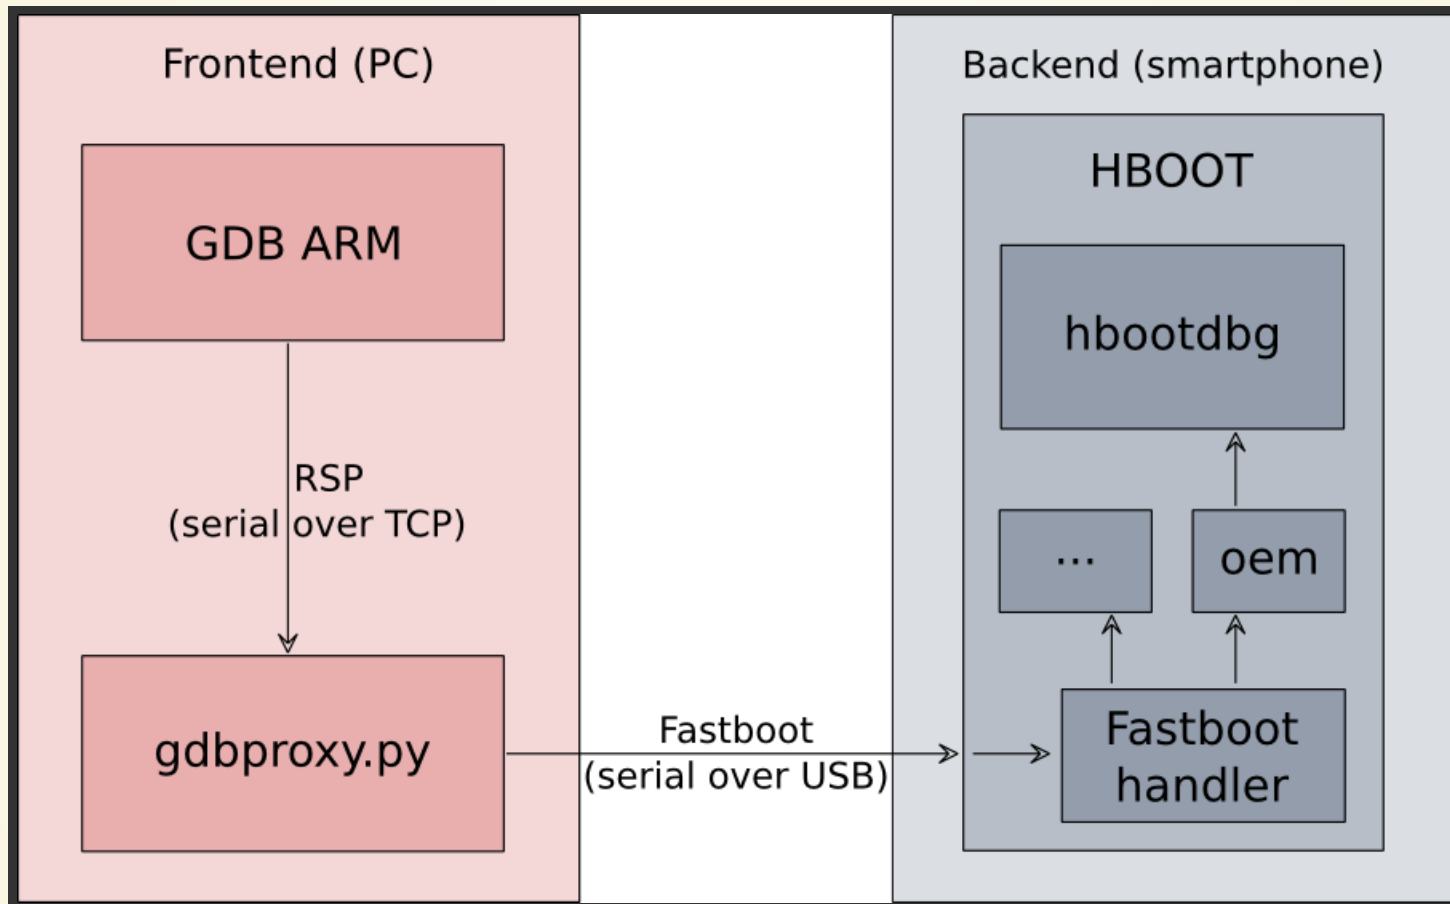 Frontend (PC)
GDB ARM
RSP
(serial over TCP)
gdbproxy.py
Fastboot
(serial over USB)
Backend (smartphone)
HBOOT
hbootdbg
...
oem
Fastboot
handler